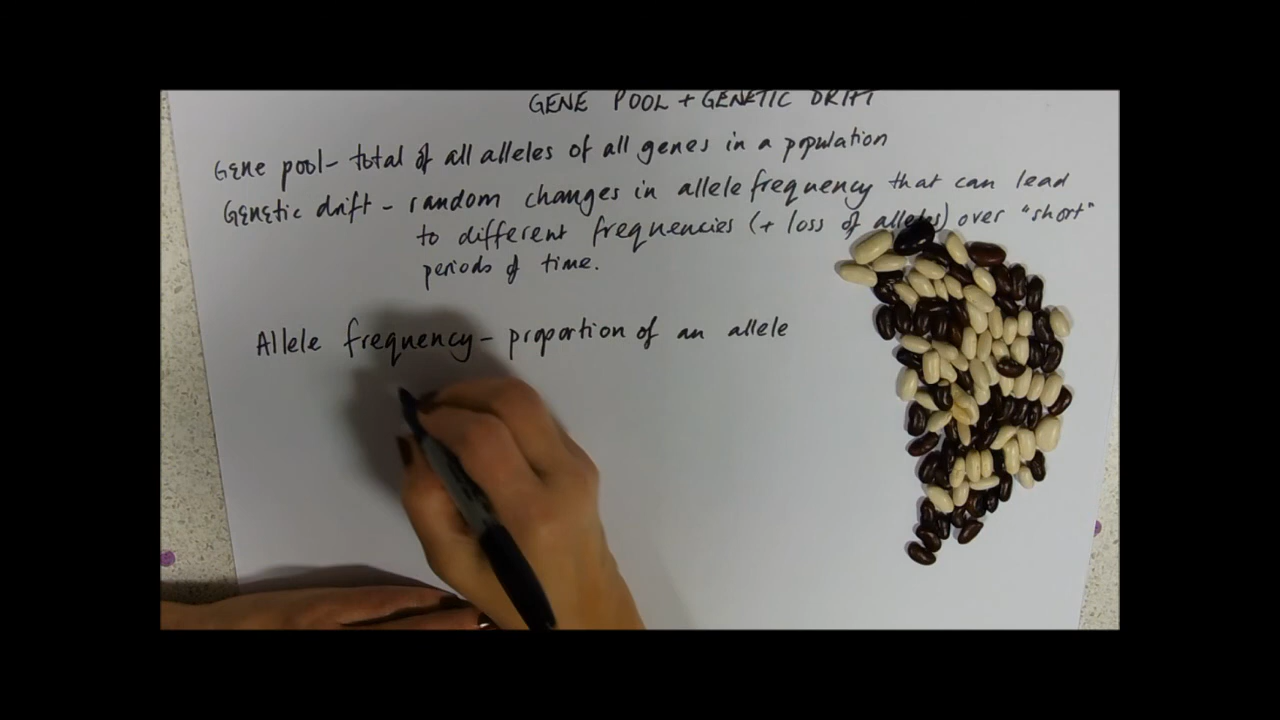 GENE POOL + GENETIC DRIFT
Gene pool - total of all alleles of all genes in a population
Genetic drift - random changes in allele frequency that can lead
to different frequencies (+ loss of alleles) over "short"
periods of time.
Allele frequency - proportion of an allele